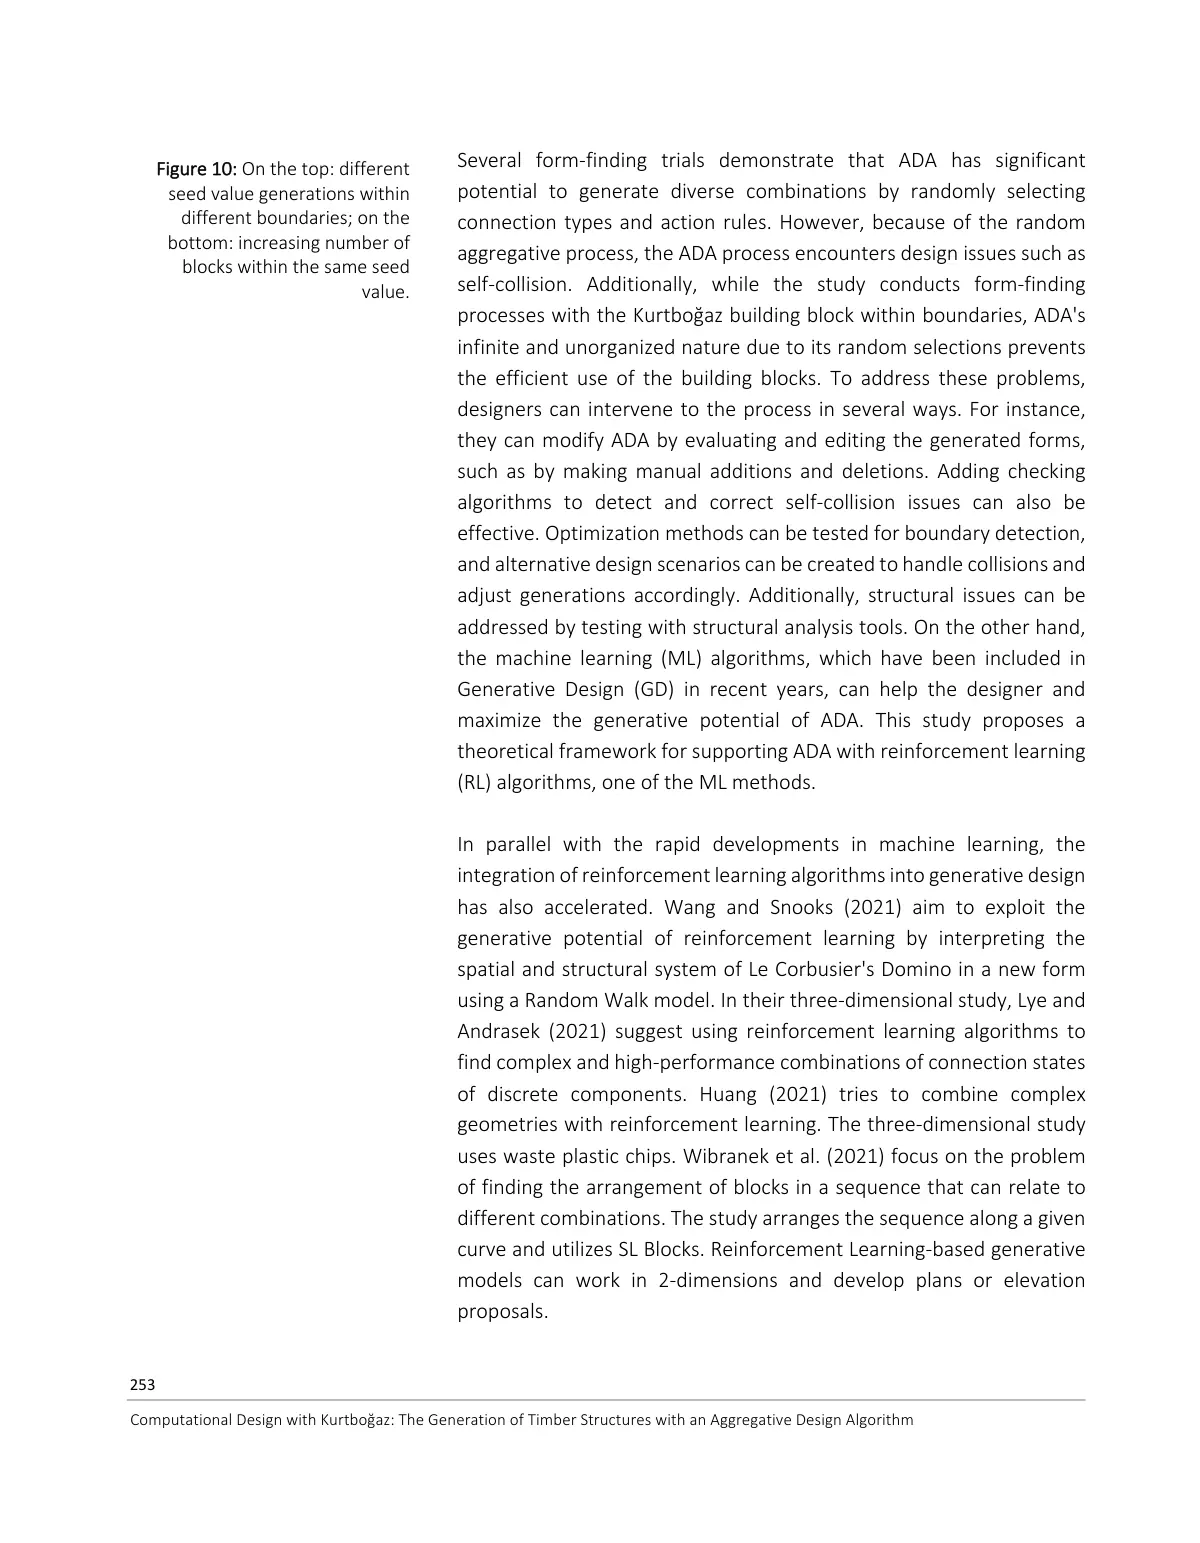 Figure 10: On the top: different
seed value generations within
different boundaries; on the
bottom: increasing number of
blocks within the same seed
value.
Several form-finding trials demonstrate that ADA has significant
potential to generate diverse combinations by randomly selecting
connection types and action rules. However, because of the random
aggregative process, the ADA process encounters design issues such as
self-collision. Additionally, while the study conducts form-finding
processes with the Kurtboğaz building block within boundaries, ADA's
infinite and unorganized nature due to its random selections prevents
the efficient use of the building blocks. To address these problems,
designers can intervene to the process in several ways. For instance,
they can modify ADA by evaluating and editing the generated forms,
such as by making manual additions and deletions. Adding checking
algorithms to detect and correct self-collision issues can also be
effective. Optimization methods can be tested for boundary detection,
and alternative design scenarios can be created to handle collisions and
adjust generations accordingly. Additionally, structural issues can be
addressed by testing with structural analysis tools. On the other hand,
the machine learning (ML) algorithms, which have been included in
Generative Design (GD) in recent years, can help the designer and
maximize the generative potential of ADA. This study proposes a
theoretical framework for supporting ADA with reinforcement learning
(RL) algorithms, one of the ML methods.
In parallel with the rapid developments in machine learning, the
integration of reinforcement learning algorithms into generative design
has also accelerated. Wang and Snooks (2021) aim to exploit the
generative potential of reinforcement learning by interpreting the
spatial and structural system of Le Corbusier's Domino in a new form
using a Random Walk model. In their three-dimensional study, Lye and
Andrasek (2021) suggest using reinforcement learning algorithms to
find complex and high-performance combinations of connection states
of discrete components. Huang (2021) tries to combine complex
geometries with reinforcement learning. The three-dimensional study
uses waste plastic chips. Wibranek et al. (2021) focus on the problem
of finding the arrangement of blocks in a sequence that can relate to
different combinations. The study arranges the sequence along a given
curve and utilizes SL Blocks. Reinforcement Learning-based generative
models can work in 2-dimensions and develop plans or elevation
proposals.
253
Computational Design with Kurtboğaz: The Generation of Timber Structures with an Aggregative Design Algorithm